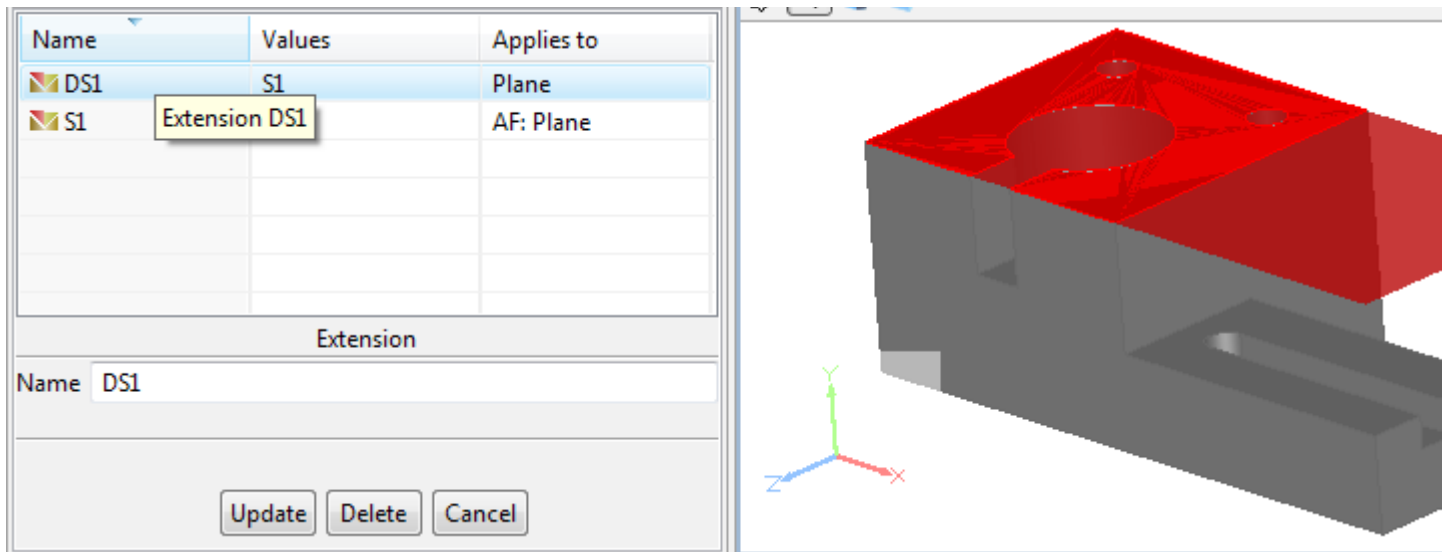 Name Values Applies to
DS1 S1 Plane
S1 AF: Plane
Extension DS1
Extension
Name DS1
Update Delete Cancel
Y
Z X